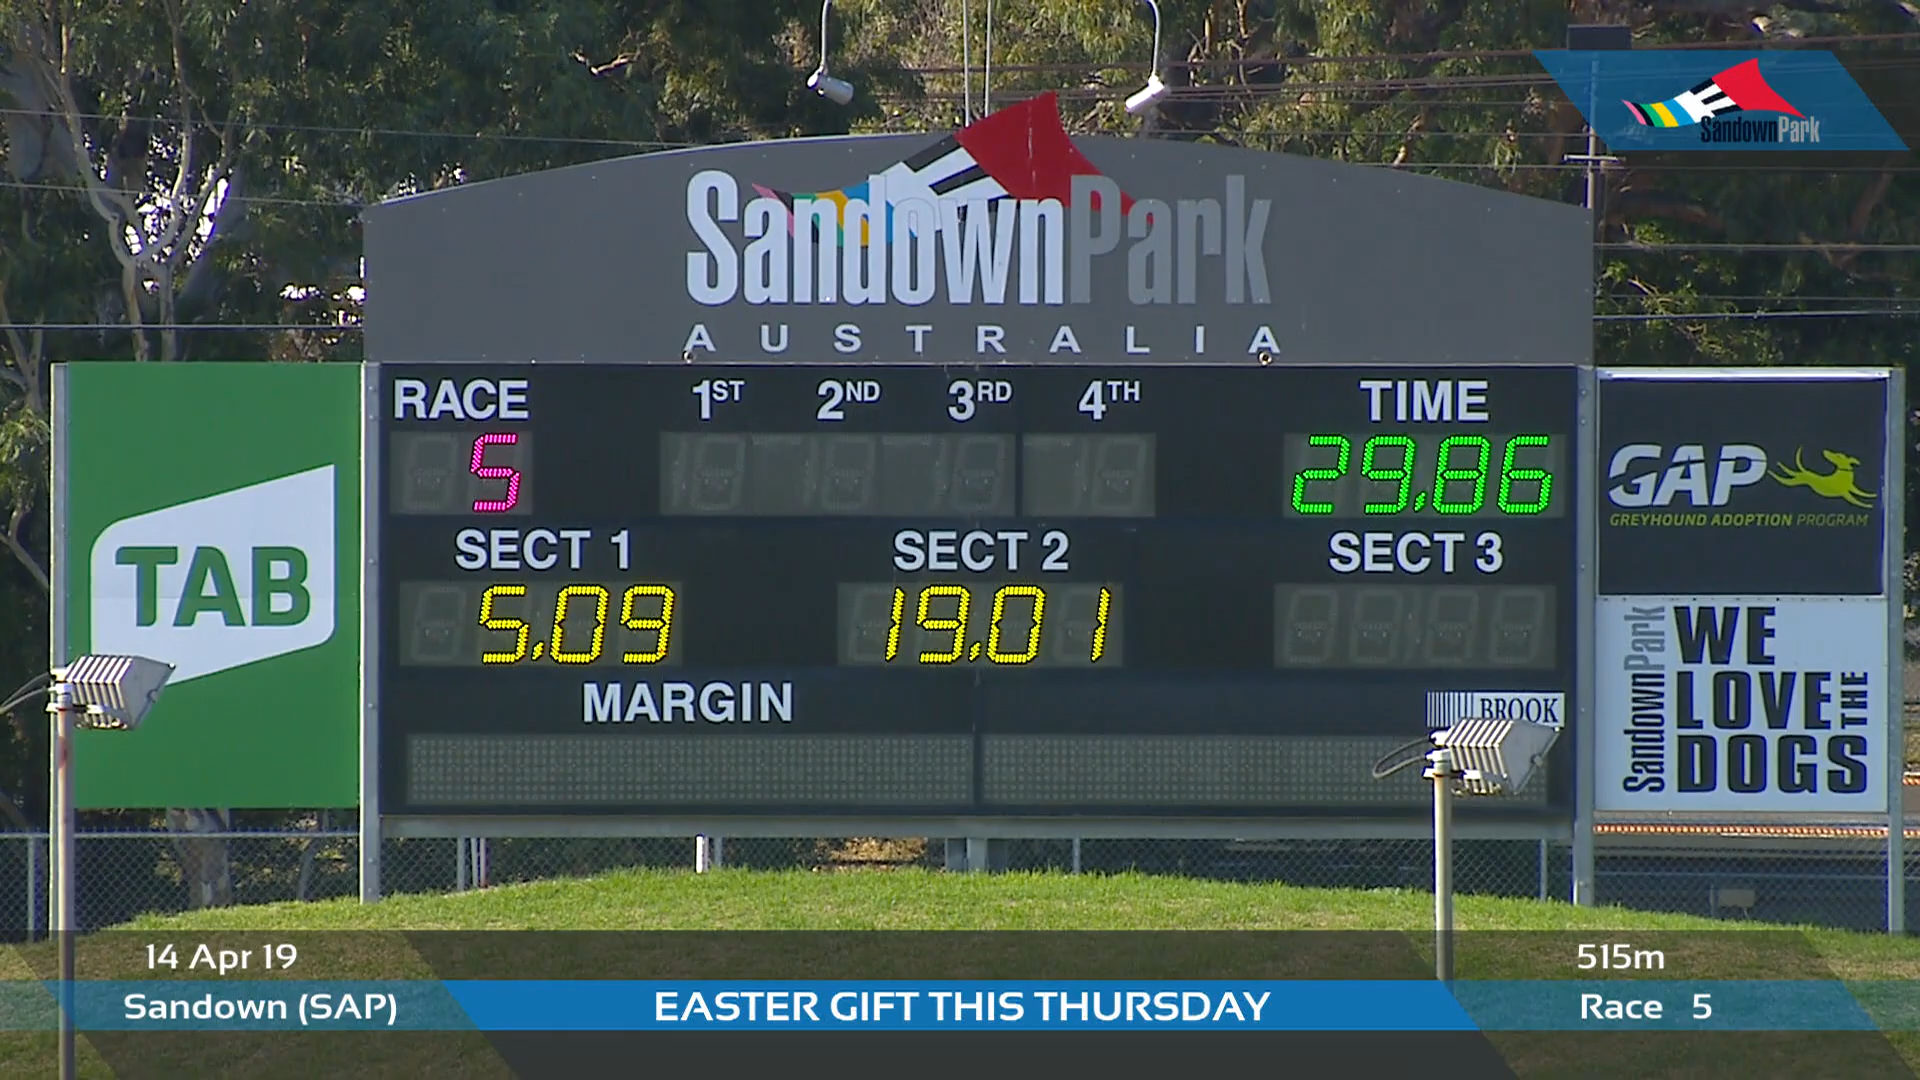 SandownPark
SandownPark
AUSTRALIA
RACE 1ST 2ND 3RD 4TH TIME
5 29.86
SECT 1 SECT 2 SECT 3
5.09 19.01
MARGIN
BROOK
TAB
GAP
GREYHOUND ADOPTION PROGRAM
SandownPark
WE
LOVE THE
DOGS
14 Apr 19
515m
Sandown (SAP)
EASTER GIFT THIS THURSDAY
Race 5